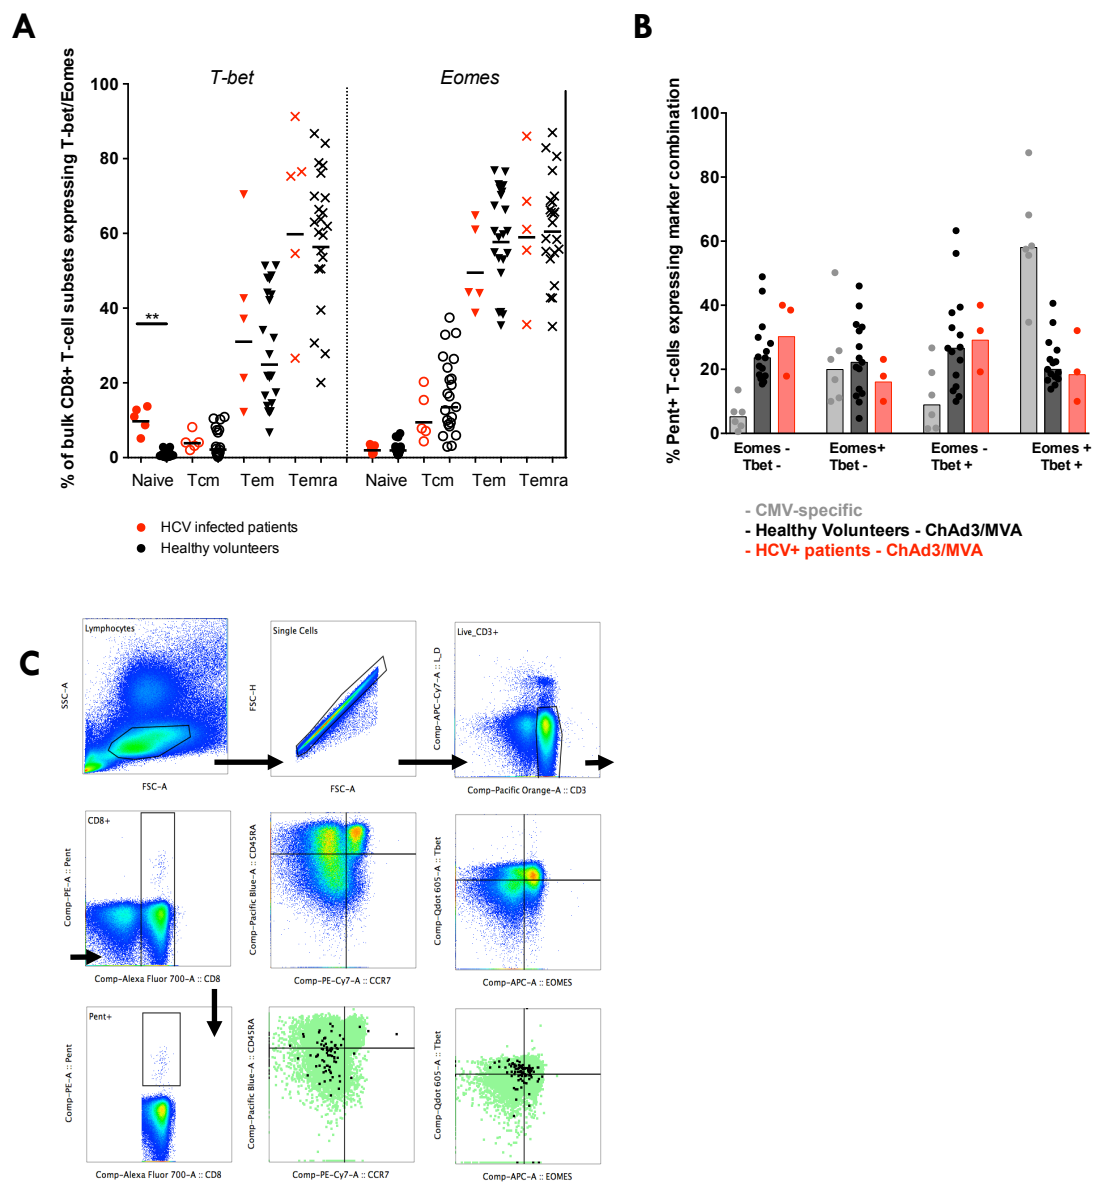 A
% of bulk CD8+ T-cell subsets expressing T-bet/Eomes
T-bet
Eomes
100
80
60
40
20
0
**
Naive
Tcm
Tem
Temra
Naive
Tcm
Tem
Temra
HCV infected patients
Healthy volunteers
B
% Pent+ T-cells expressing marker combination
100
80
60
40
20
0
Eomes -
Tbet -
Eomes+
Tbet -
Eomes -
Tbet +
Eomes +
Tbet +
- CMV-specific
- Healthy Volunteers - ChAd3/MVA
- HCV+ patients - ChAd3/MVA
C
Lymphocytes
SSC-A
FSC-A
Single Cells
FSC-H
FSC-A
Live_CD3+
Comp-APC-Cy7-A :: L_D
Comp-Pacific Orange-A :: CD3
CD8+
Comp-PE-A :: Pent
Comp-Alexa Fluor 700-A :: CD8
Comp-Pacific Blue-A :: CD45RA
Comp-PE-Cy7-A :: CCR7
Comp-Qdot 605-A :: Tbet
Comp-APC-A :: EOMES
Pent+
Comp-PE-A :: Pent
Comp-Alexa Fluor 700-A :: CD8
Comp-Pacific Blue-A :: CD45RA
Comp-PE-Cy7-A :: CCR7
Comp-Qdot 605-A :: Tbet
Comp-APC-A :: EOMES